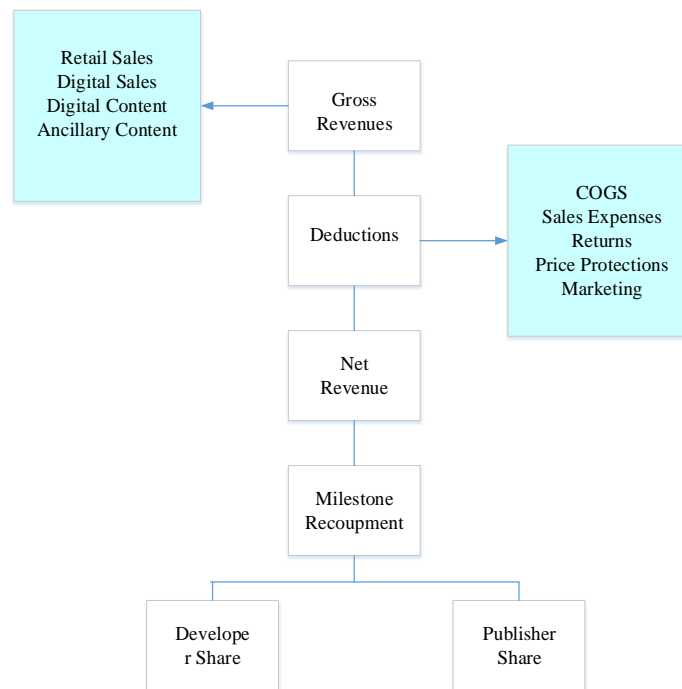 Retail Sales
Digital Sales
Digital Content
Ancillary Content
Gross
Revenues
Deductions
COGS
Sales Expenses
Returns
Price Protections
Marketing
Net
Revenue
Milestone
Recoupment
Develope
r Share
Publisher
Share